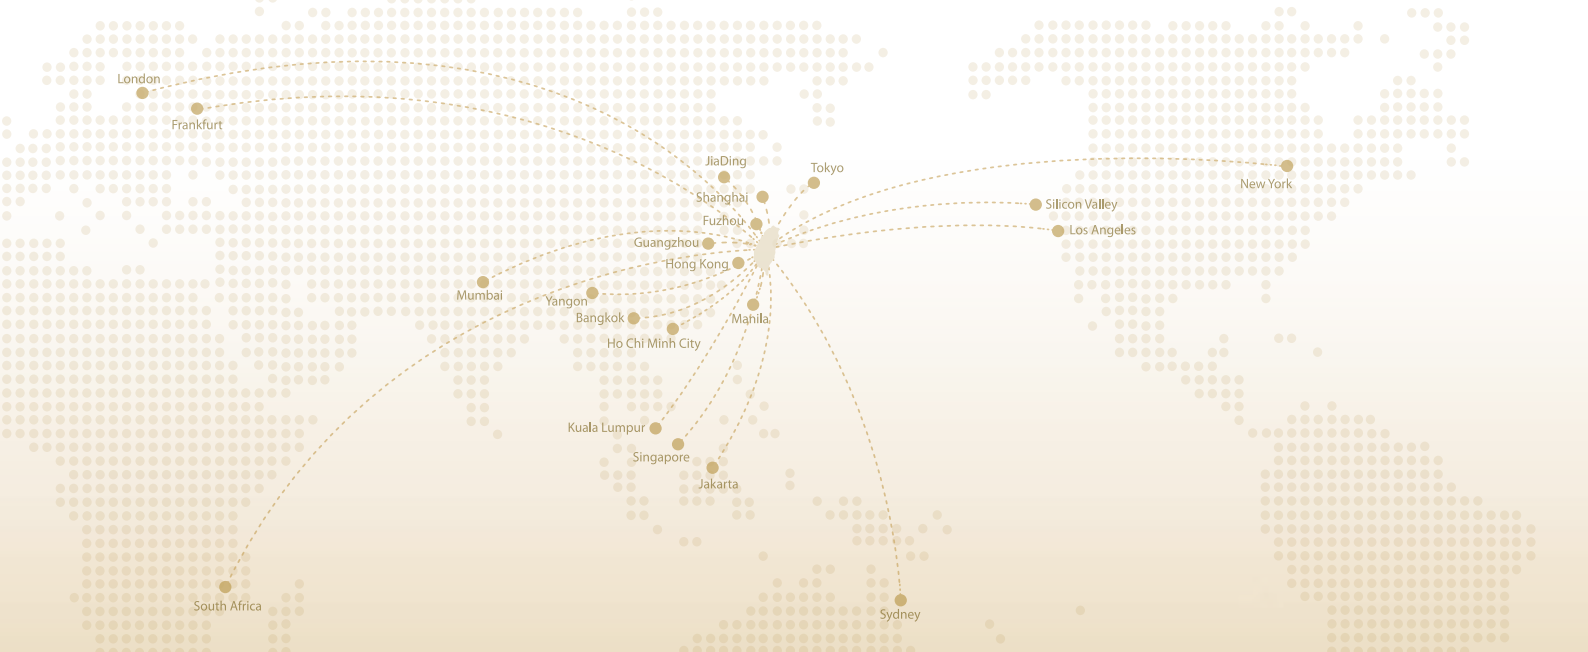 London
Frankfurt
JiaDing
Tokyo
Shanghai
New York
Silicon Valley
Fuzhou
Los Angeles
Guangzhou
Hong Kong
Mumbai
Yangon
Bangkok
Manila
Ho Chi Minh City
Kuala Lumpur
Singapore
Jakarta
South Africa
Sydney